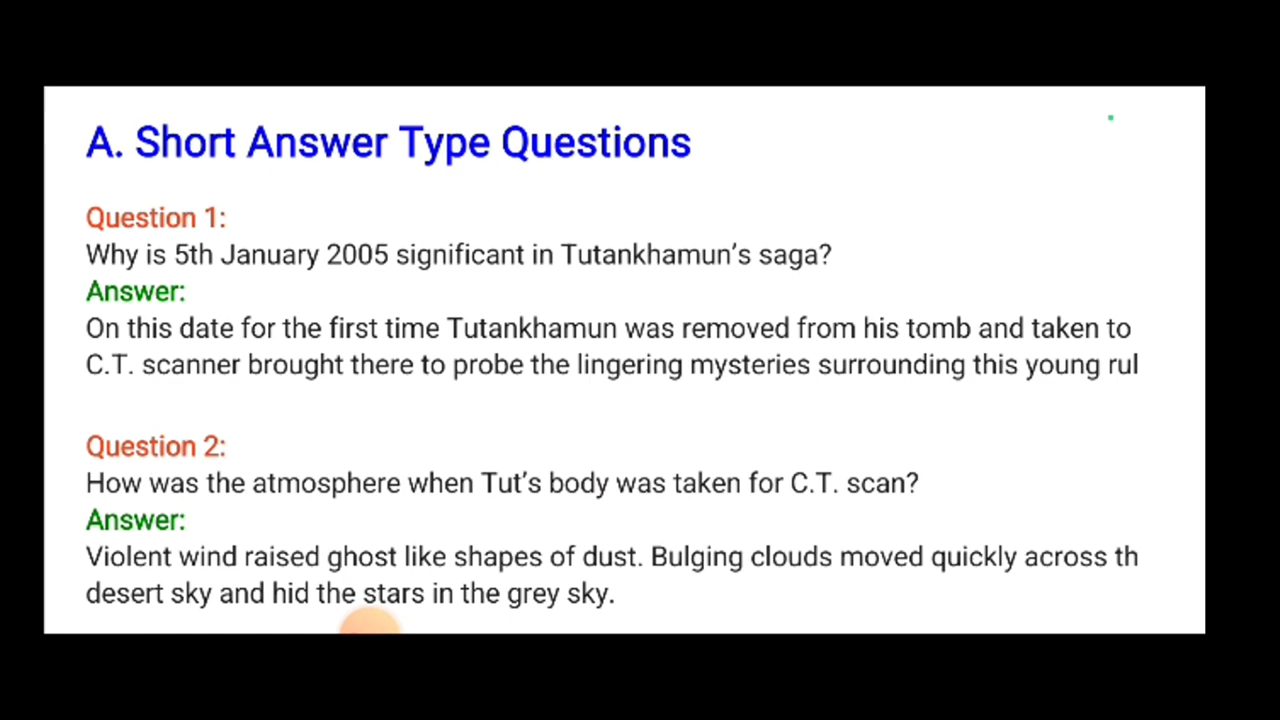 A. Short Answer Type Questions
Question 1:
Why is 5th January 2005 significant in Tutankhamun's saga?
Answer:
On this date for the first time Tutankhamun was removed from his tomb and taken to
C.T. scanner brought there to probe the lingering mysteries surrounding this young rul
Question 2:
How was the atmosphere when Tut's body was taken for C.T. scan?
Answer:
Violent wind raised ghost like shapes of dust. Bulging clouds moved quickly across th
desert sky and hid the stars in the grey sky.